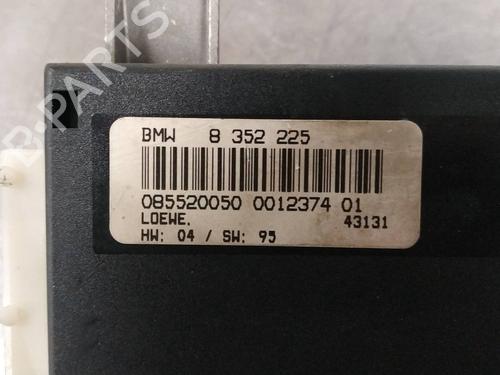 B-PARTS
BMW 8 352 225
085520050 0012374 01
LOEWE. 43131
HW: 04 / SW: 95